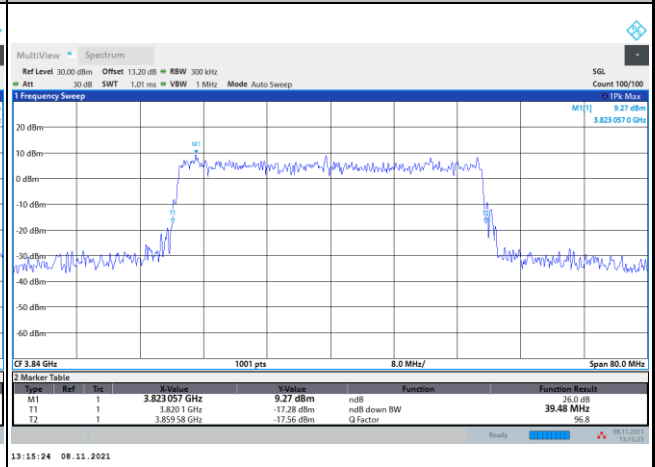 MultiView Spectrum
Ref Level 30.00 dBm Offset 13.20 dB RBW 300 kHz SGL
Att 30 dB SWT 1.01 ms VBW 1 MHz Mode Auto Sweep Count 100/100
1 Frequency Sweep 1Pk Max
M1[1] 9.27 dBm
3.823 057 0 GHz
20 dBm
M1
10 dBm
0 dBm
-10 dBm
-20 dBm
-30 dBm
-40 dBm
-50 dBm
-60 dBm
CF 3.84 GHz 1001 pts 8.0 MHz/ Span 80.0 MHz
2 Marker Table
Type Ref Trc X-Value Y-Value Function Function Result
M1 1 3.823 057 GHz 9.27 dBm ndB 26.0 dB
T1 1 3.820 1 GHz -17.28 dBm ndB down BW 39.48 MHz
T2 1 3.859 58 GHz -17.56 dBm Q Factor 96.8
Ready 08.11.2021
13:15:23
13:15:24 08.11.2021